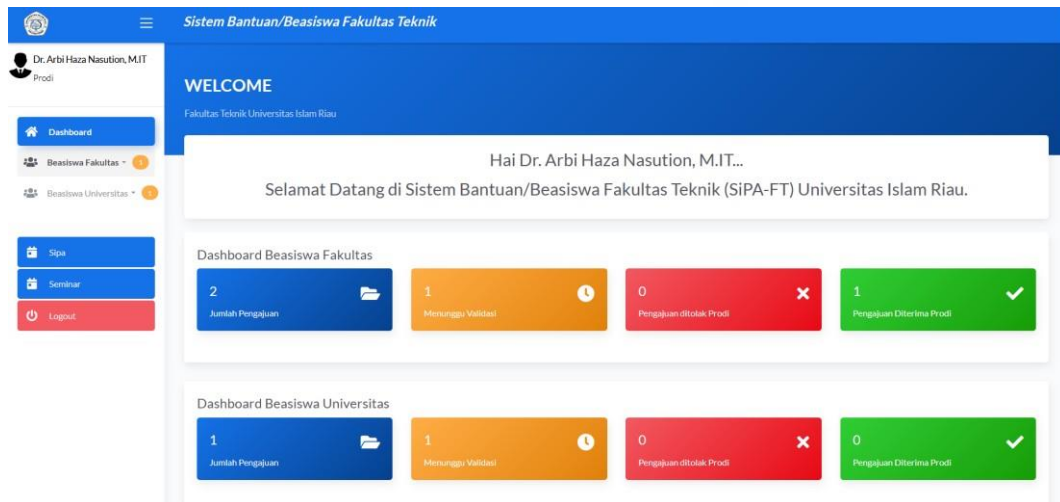 Sistem Bantuan/Beasiswa Fakultas Teknik
Dr. Arbi Haza Nasution, M.IT
Prodi
Dashboard
Beasiswa Fakultas 1
Beasiswa Universitas 1
Sipa
Seminar
Logout
WELCOME
Fakultas Teknik Universitas Islam Riau
Hai Dr. Arbi Haza Nasution, M.IT...
Selamat Datang di Sistem Bantuan/Beasiswa Fakultas Teknik (SiPA-FT) Universitas Islam Riau.
Dashboard Beasiswa Fakultas
2
Jumlah Pengajuan
1
Menunggu Validasi
0
Pengajuan ditolak Prodi
1
Pengajuan Diterima Prodi
Dashboard Beasiswa Universitas
1
Jumlah Pengajuan
1
Menunggu Validasi
0
Pengajuan ditolak Prodi
0
Pengajuan Diterima Prodi